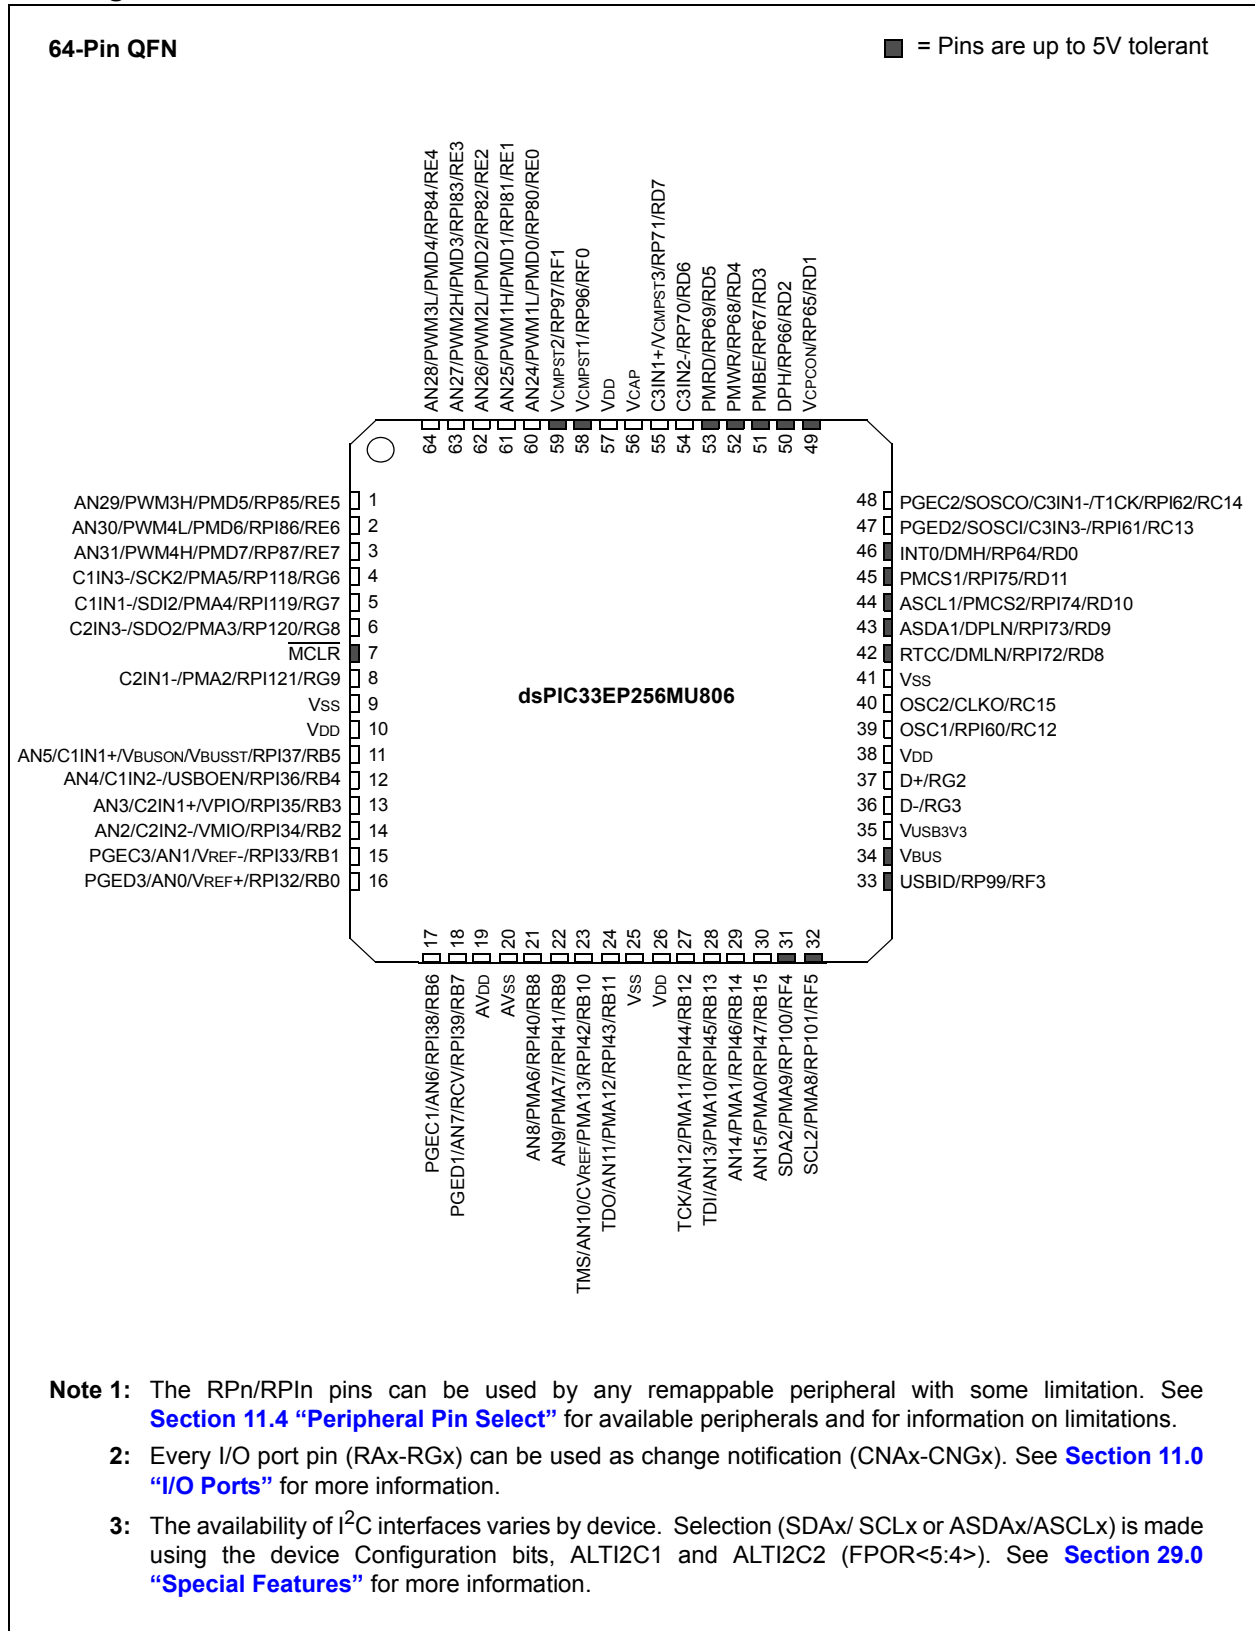 64-Pin QFN
= Pins are up to 5V tolerant
AN28/PWM3L/PMD4/RP84/RE4
AN27/PWM2H/PMD3/RPI83/RE3
AN26/PWM2L/PMD2/RP82/RE2
AN25/PWM1H/PMD1/RPI81/RE1
AN24/PWM1L/PMD0/RP80/RE0
VCMPST2/RP97/RF1
VCMPST1/RP96/RF0
VDD
VCAP
C3IN1+/VCMPST3/RP71/RD7
C3IN2-/RP70/RD6
PMRD/RP69/RD5
PMWR/RP68/RD4
PMBE/RP67/RD3
DPH/RP66/RD2
VCPCON/RP65/RD1
64 63 62 61 60 59 58 57 56 55 54 53 52 51 50 49
AN29/PWM3H/PMD5/RP85/RE5 1
AN30/PWM4L/PMD6/RPI86/RE6 2
AN31/PWM4H/PMD7/RP87/RE7 3
C1IN3-/SCK2/PMA5/RP118/RG6 4
C1IN1-/SDI2/PMA4/RPI119/RG7 5
C2IN3-/SDO2/PMA3/RP120/RG8 6
MCLR 7
C2IN1-/PMA2/RPI121/RG9 8
VSS 9
VDD 10
AN5/C1IN1+/VBUSON/VBUSST/RPI37/RB5 11
AN4/C1IN2-/USBOEN/RPI36/RB4 12
AN3/C2IN1+/VPIO/RPI35/RB3 13
AN2/C2IN2-/VMIO/RPI34/RB2 14
PGEC3/AN1/VREF-/RPI33/RB1 15
PGED3/AN0/VREF+/RPI32/RB0 16
dsPIC33EP256MU806
48 PGEC2/SOSCO/C3IN1-/T1CK/RPI62/RC14
47 PGED2/SOSCI/C3IN3-/RPI61/RC13
46 INT0/DMH/RP64/RD0
45 PMCS1/RPI75/RD11
44 ASCL1/PMCS2/RPI74/RD10
43 ASDA1/DPLN/RPI73/RD9
42 RTCC/DMLN/RPI72/RD8
41 VSS
40 OSC2/CLKO/RC15
39 OSC1/RPI60/RC12
38 VDD
37 D+/RG2
36 D-/RG3
35 VUSB3V3
34 VBUS
33 USBID/RP99/RF3
17 18 19 20 21 22 23 24 25 26 27 28 29 30 31 32
PGEC1/AN6/RPI38/RB6
PGED1/AN7/RCV/RPI39/RB7
AVDD
AVSS
AN8/PMA6/RPI40/RB8
AN9/PMA7//RPI41/RB9
TMS/AN10/CVREF/PMA13/RPI42/RB10
TDO/AN11/PMA12/RPI43/RB11
VSS
VDD
TCK/AN12/PMA11/RPI44/RB12
TDI/AN13/PMA10/RPI45/RB13
AN14/PMA1/RPI46/RB14
AN15/PMA0/RPI47/RB15
SDA2/PMA9/RP100/RF4
SCL2/PMA8/RP101/RF5
Note 1: The RPn/RPIn pins can be used by any remappable peripheral with some limitation. See
Section 11.4 “Peripheral Pin Select” for available peripherals and for information on limitations.
2: Every I/O port pin (RAx-RGx) can be used as change notification (CNAx-CNGx). See Section 11.0
“I/O Ports” for more information.
3: The availability of I2C interfaces varies by device. Selection (SDAx/ SCLx or ASDAx/ASCLx) is made
using the device Configuration bits, ALTI2C1 and ALTI2C2 (FPOR<5:4>). See Section 29.0
“Special Features” for more information.